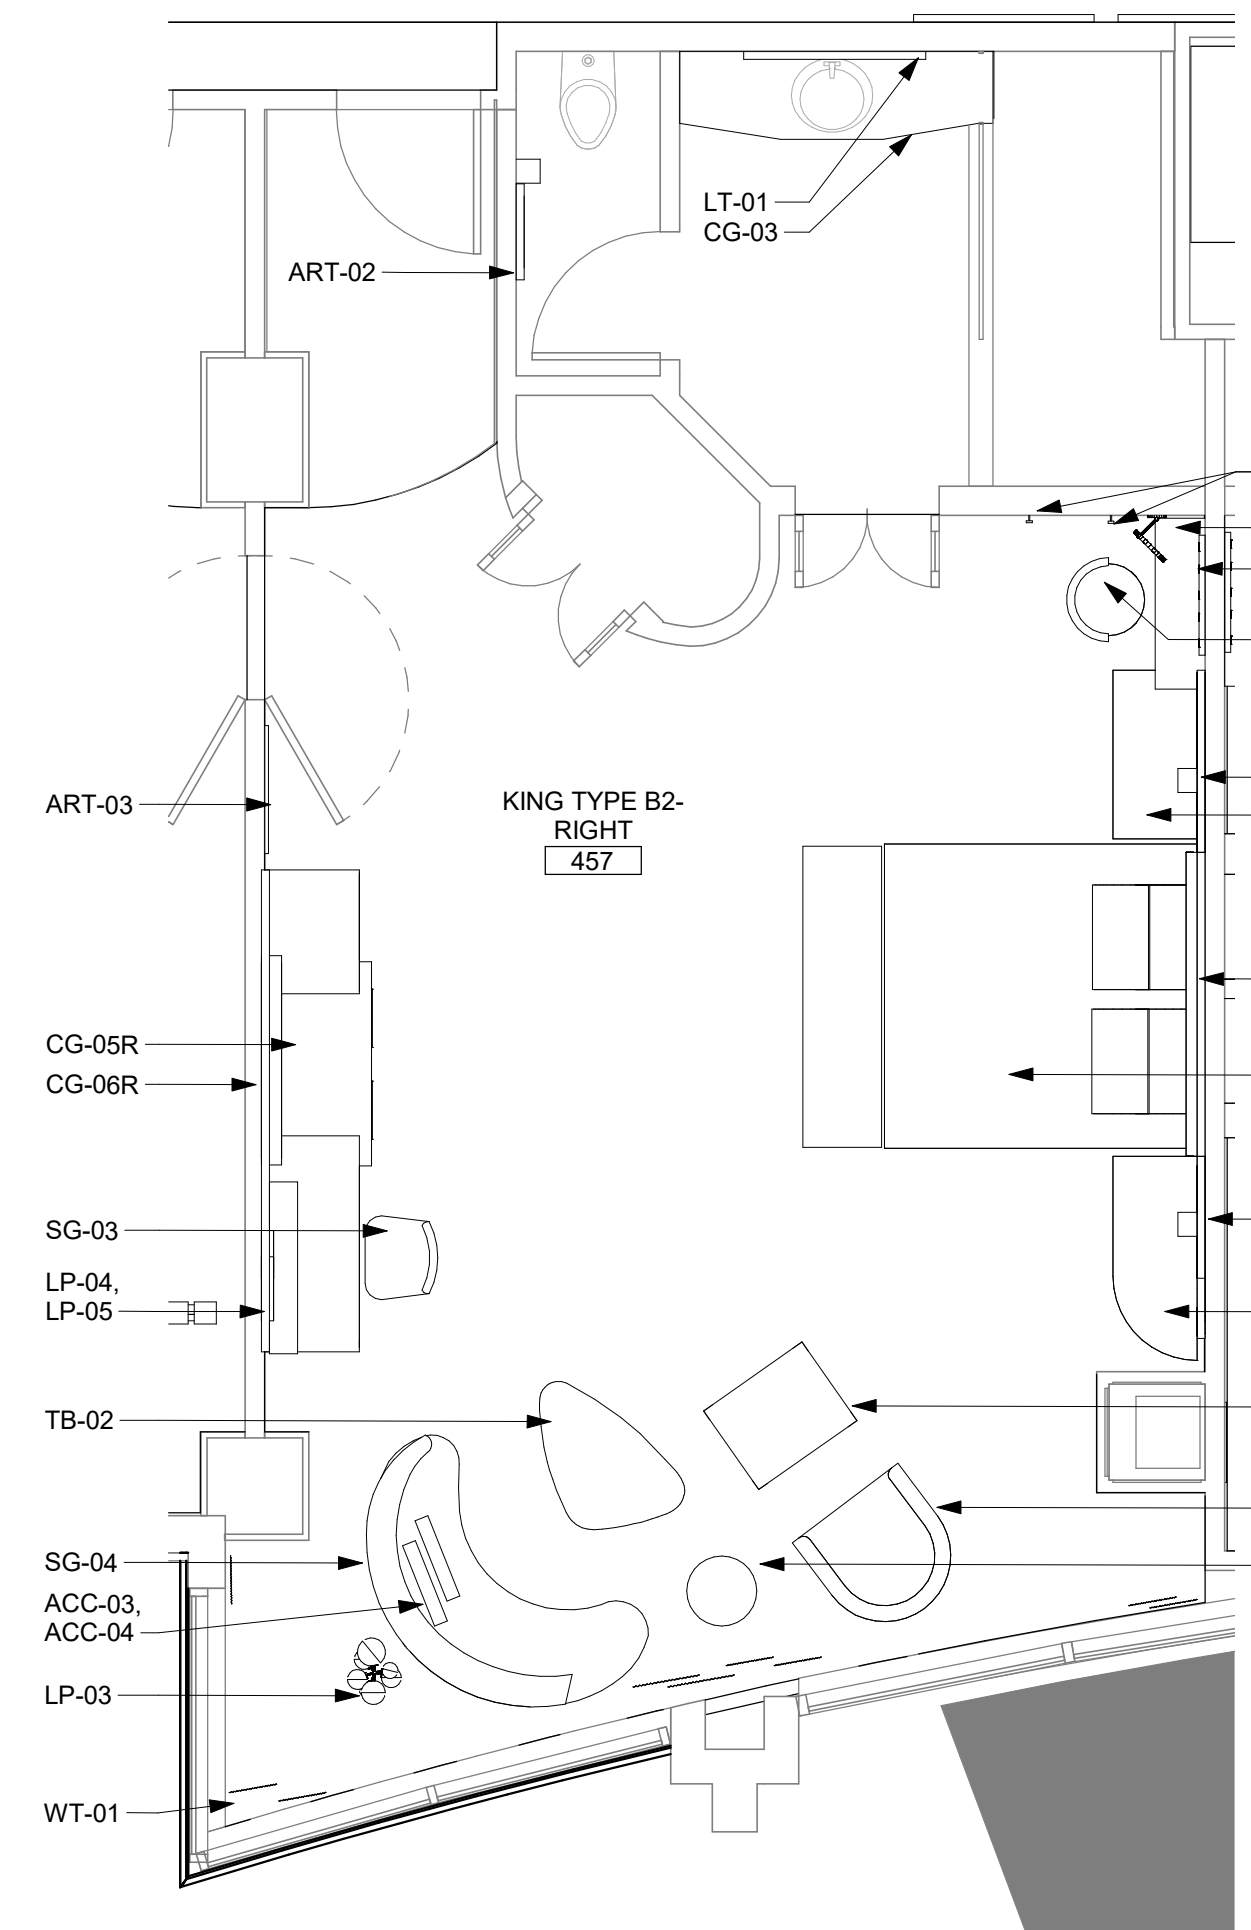 LT-01
CG-03
ART-02
KING TYPE B2-
RIGHT
457
ART-03
CG-05R
CG-06R
SG-03
LP-04,
LP-05
TB-02
SG-04
ACC-03,
ACC-04
LP-03
WT-01